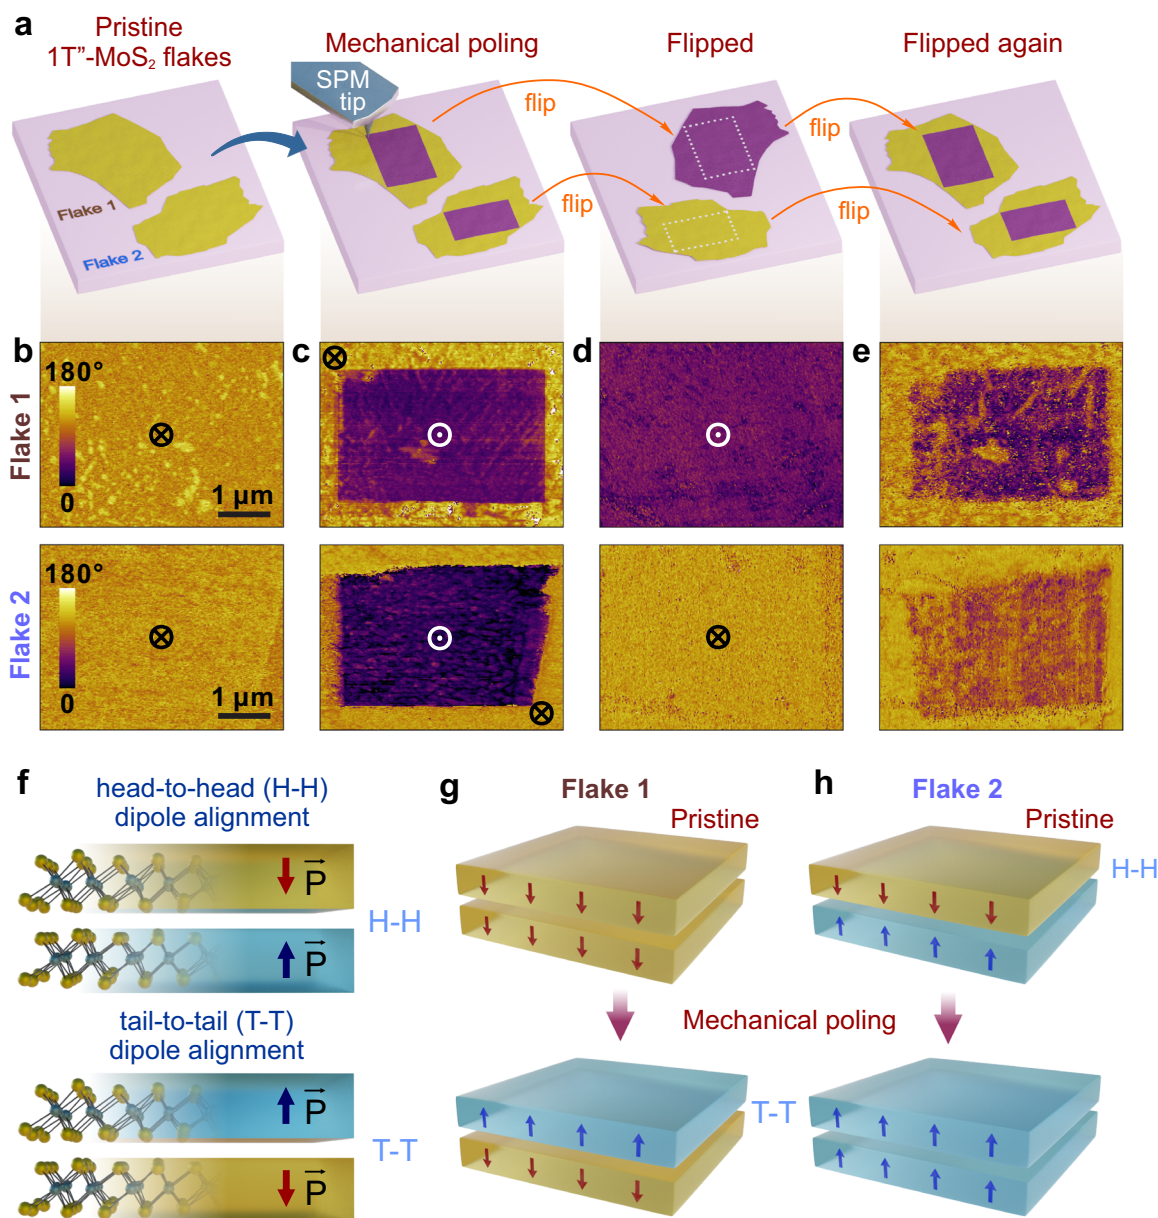 a
Pristine
1T”-MoS₂ flakes
Mechanical poling
Flipped
Flipped again
SPM
tip
flip
flip
flip
flip
Flake 1
Flake 2
b
c
d
e
Flake 1
180°
0
1 μm
Flake 2
180°
0
1 μm
f
head-to-head (H-H)
dipole alignment
P
H-H
P
tail-to-tail (T-T)
dipole alignment
P
T-T
P
g
Flake 1
Pristine
h
Flake 2
Pristine
H-H
Mechanical poling
T-T